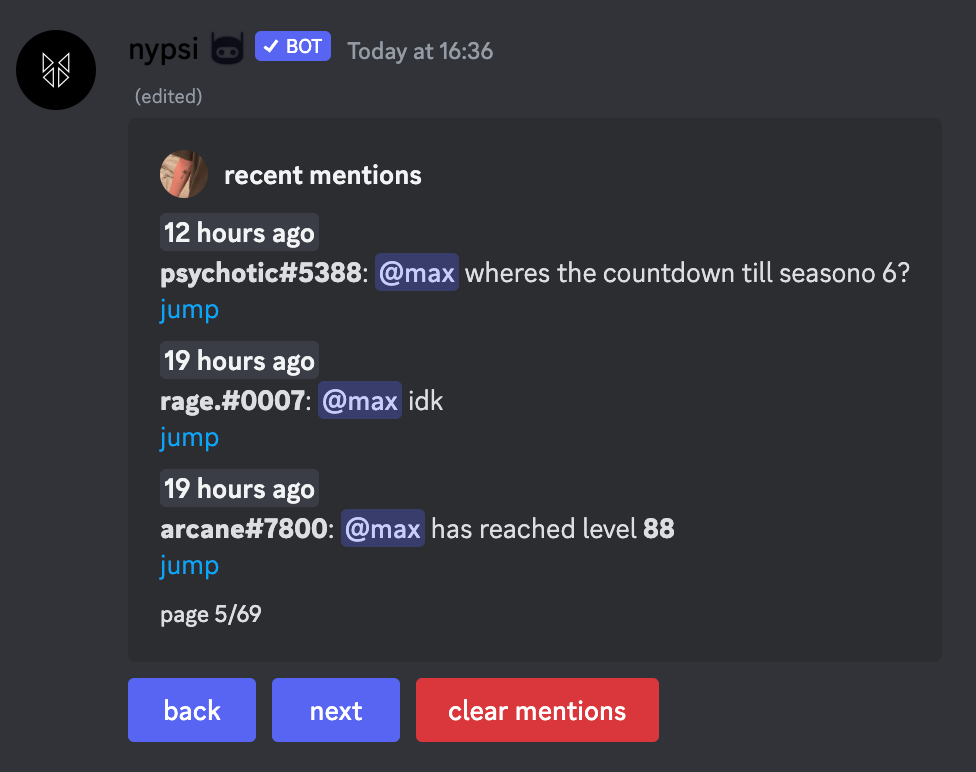 nypsi BOT Today at 16:36
(edited)
recent mentions
12 hours ago
psychotic#5388: @max wheres the countdown till seasono 6?
jump
19 hours ago
rage.#0007: @max idk
jump
19 hours ago
arcane#7800: @max has reached level 88
jump
page 5/69
back next clear mentions